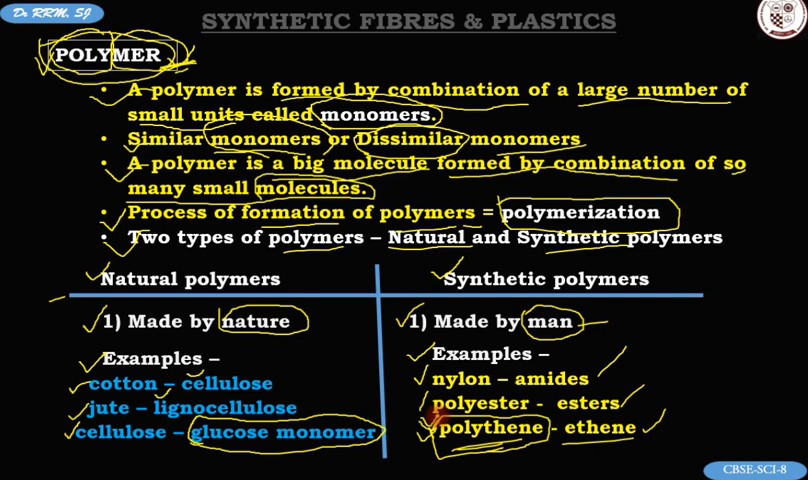 Dr RRM, SJ
SYNTHETIC FIBRES & PLASTICS
POLYMER
• A polymer is formed by combination of a large number of
small units called monomers.
• Similar monomers or Dissimilar monomers
• A polymer is a big molecule formed by combination of so
many small molecules.
• Process of formation of polymers = polymerization
• Two types of polymers – Natural and Synthetic polymers
Natural polymers
1) Made by nature
Examples –
cotton – cellulose
jute – lignocellulose
cellulose – glucose monomer
Synthetic polymers
1) Made by man
Examples –
nylon – amides
polyester - esters
polythene - ethene
CBSE-SCI-8